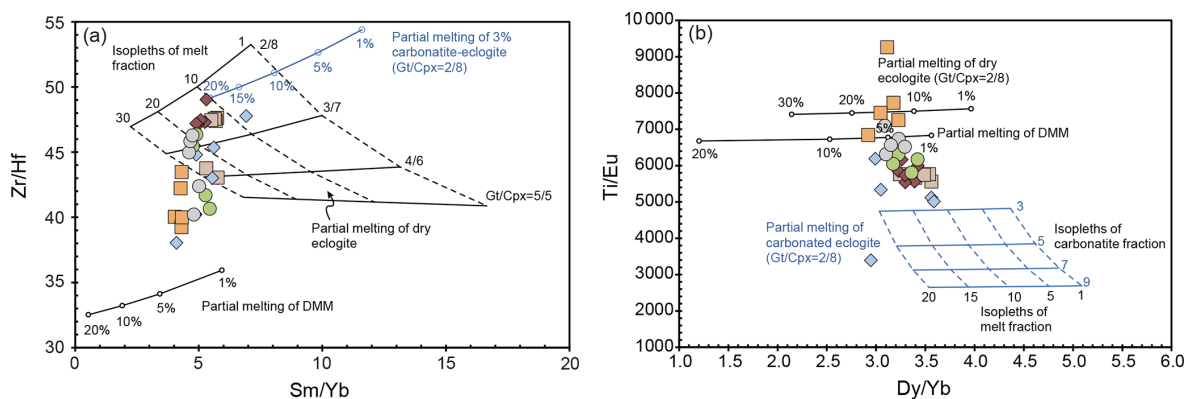 (a)
Isopleths of melt
fraction
1
2/8
10
20
30
Partial melting of 3%
carbonatite-eclogite
(Gt/Cpx=2/8)
1%
5%
10%
15%
20%
3/7
4/6
Gt/Cpx=5/5
Partial melting of dry
eclogite
1%
5%
10%
20%
Partial melting of DMM
55
50
45
40
35
30
0
5
10
15
20
Zr/Hf
Sm/Yb
(b)
Partial melting of dry
ecologite (Gt/Cpx=2/8)
30%
20%
10%
1%
5%
Partial melting of DMM
20%
10%
1%
Partial melting of
carbonated eclogite
(Gt/Cpx=2/8)
3
5
7
9
Isopleths of
carbonatite fraction
20
15
10
5
1
Isopleths of
melt fraction
10000
9000
8000
7000
6000
5000
4000
3000
2000
1000
1.0
1.5
2.0
2.5
3.0
3.5
4.0
4.5
5.0
5.5
6.0
Ti/Eu
Dy/Yb